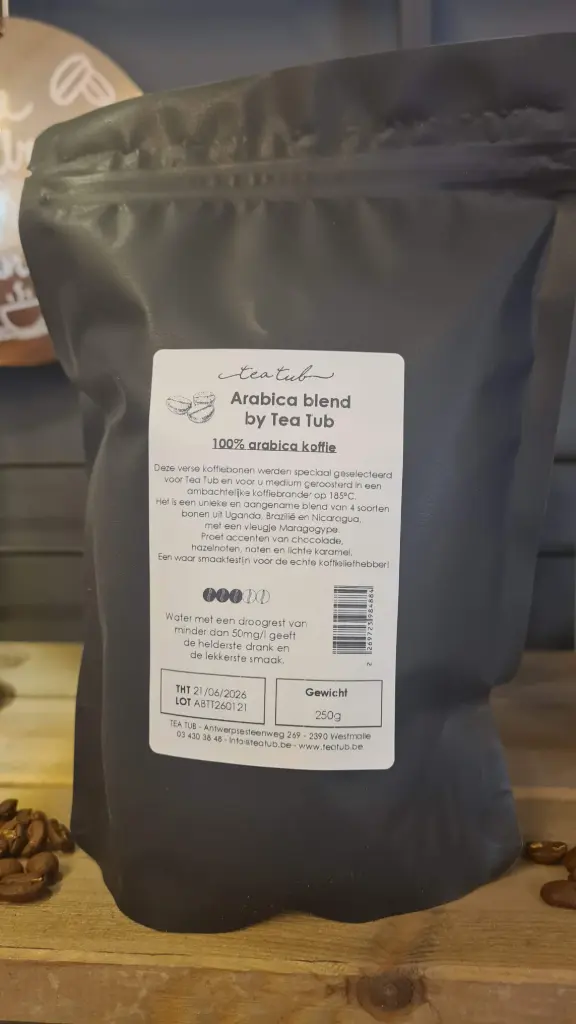 tea tub
Arabica blend
by Tea Tub
100% arabica koffie
Deze verse koffiebonen werden speciaal geselecteerd
voor Tea Tub en voor u medium geroosterd in een
ambachtelijke koffiebrander op 185°C.
Het is een unieke en aangename blend van 4 soorten
bonen uit Uganda, Brazilië en Nicaragua,
met een vleugje Maragogype.
Proef accenten van chocolade,
hazelnoten, noten en lichte karamel.
Een waar smaakfestijn voor de echte koffieliefhebber!
Water met een droogrest van
minder dan 50mg/l geeft
de helderste drank en
de lekkerste smaak.
THT 21/06/2026
LOT ABTT260121
Gewicht
250g
TEA TUB - Antwerpsesteenweg 269 - 2390 Westmalle
03 430 38 48 - info@teatub.be - www.teatub.be